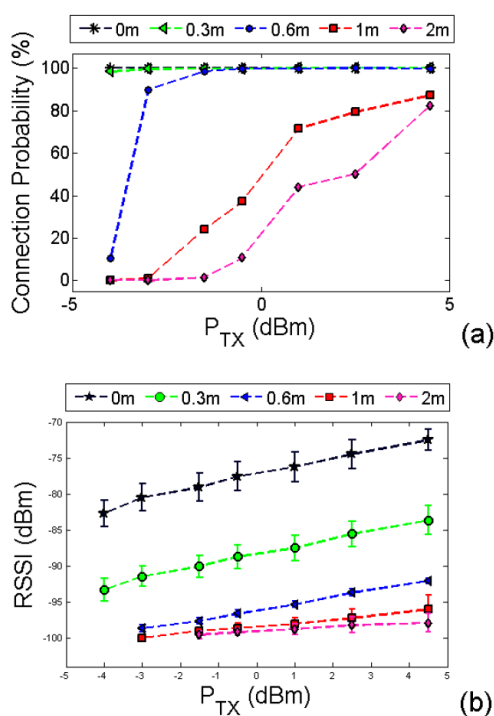 0m 0.3m 0.6m 1m 2m
Connection Probability (%)
100
80
60
40
20
0
-5 0 5
P_TX (dBm)
(a)
0m 0.3m 0.6m 1m 2m
RSSI (dBm)
-70
-75
-80
-85
-90
-95
-100
-5 -4 -3 -2 -1 0 1 2 3 4 5
P_TX (dBm)
(b)